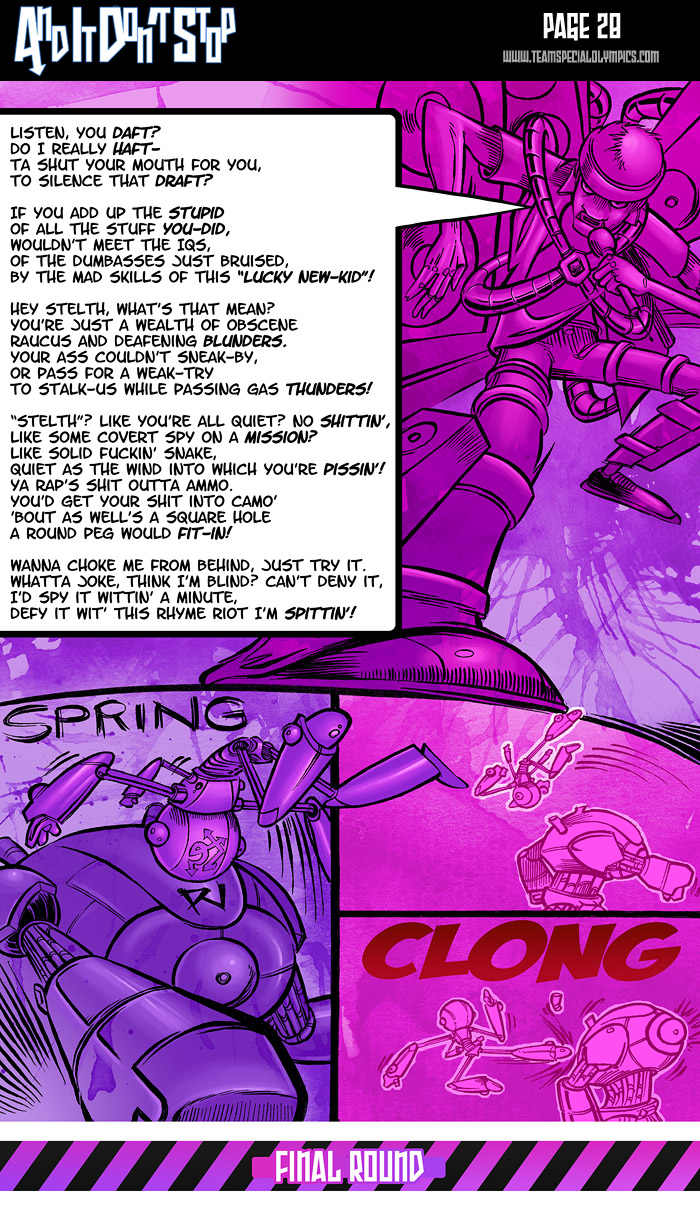 AND IT DON'T STOP
PAGE 28
WWW.TEAMSPECIALOLYMPICS.COM
LISTEN, YOU DAFT?
DO I REALLY HAFT-
TA SHUT YOUR MOUTH FOR YOU,
TO SILENCE THAT DRAFT?
IF YOU ADD UP THE STUPID
OF ALL THE STUFF YOU-DID,
WOULDN'T MEET THE IQS,
OF THE DUMBASSES JUST BRUISED,
BY THE MAD SKILLS OF THIS "LUCKY NEW-KID"!
HEY STELTH, WHAT'S THAT MEAN?
YOU'RE JUST A WEALTH OF OBSCENE
RAUCUS AND DEAFENING BLUNDERS.
YOUR ASS COULDN'T SNEAK-BY,
OR PASS FOR A WEAK-TRY
TO STALK-US WHILE PASSING GAS THUNDERS!
"STELTH"? LIKE YOU'RE ALL QUIET? NO SHITTIN',
LIKE SOME COVERT SPY ON A MISSION?
LIKE SOLID FUCKIN' SNAKE,
QUIET AS THE WIND INTO WHICH YOU'RE PISSIN'!
YA RAP'S SHIT OUTTA AMMO.
YOU'D GET YOUR SHIT INTO CAMO'
'BOUT AS WELL'S A SQUARE HOLE
A ROUND PEG WOULD FIT-IN!
WANNA CHOKE ME FROM BEHIND, JUST TRY IT.
WHATTA JOKE, THINK I'M BLIND? CAN'T DENY IT,
I'D SPY IT WITTIN' A MINUTE,
DEFY IT WIT' THIS RHYME RIOT I'M SPITTIN'!
SPRING
CLONG
FINAL ROUND